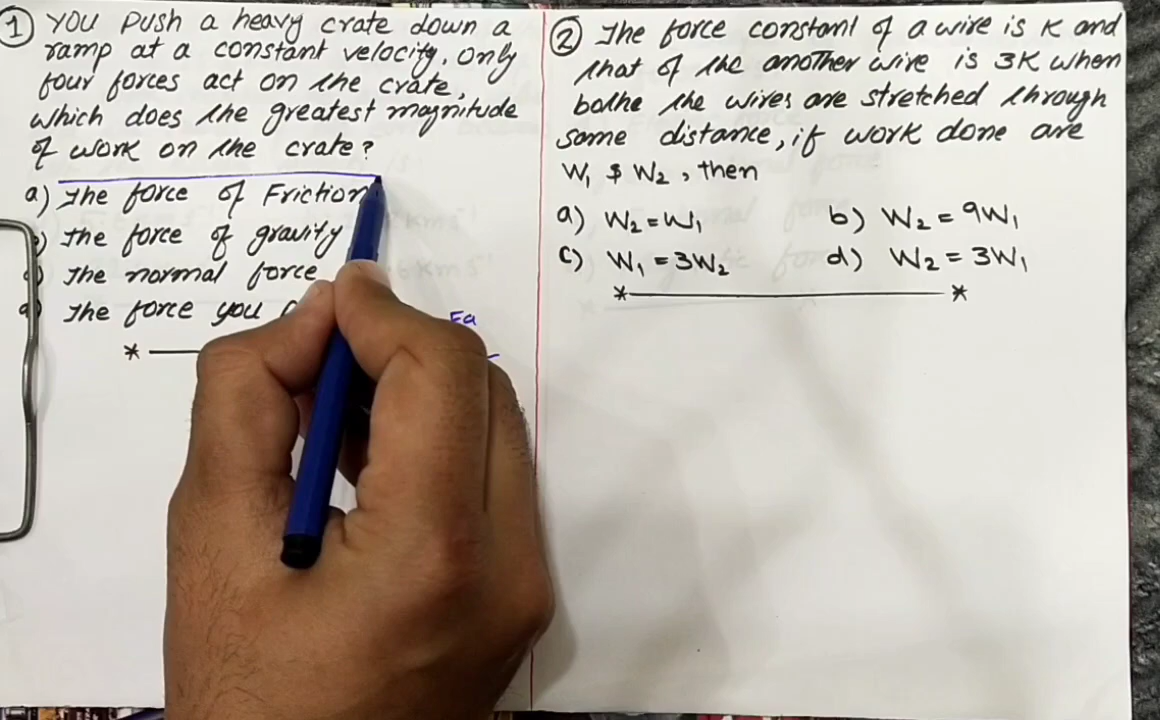 ① You push a heavy crate down a
ramp at a constant velocity. Only
four forces act on the crate,
which does the greatest magnitude
of work on the crate?
a) The force of Friction
) The force of gravity
) The normal force
The force you
* *
Fa
② The force constant of a wire is K and
that of the another wire is 3K when
bothe the wires are stretched through
same distance, if work done are
W₁ $ W₂, then
a) W₂ = W₁ b) W₂ = 9W₁
c) W₁ = 3W₂ d) W₂ = 3W₁
* *